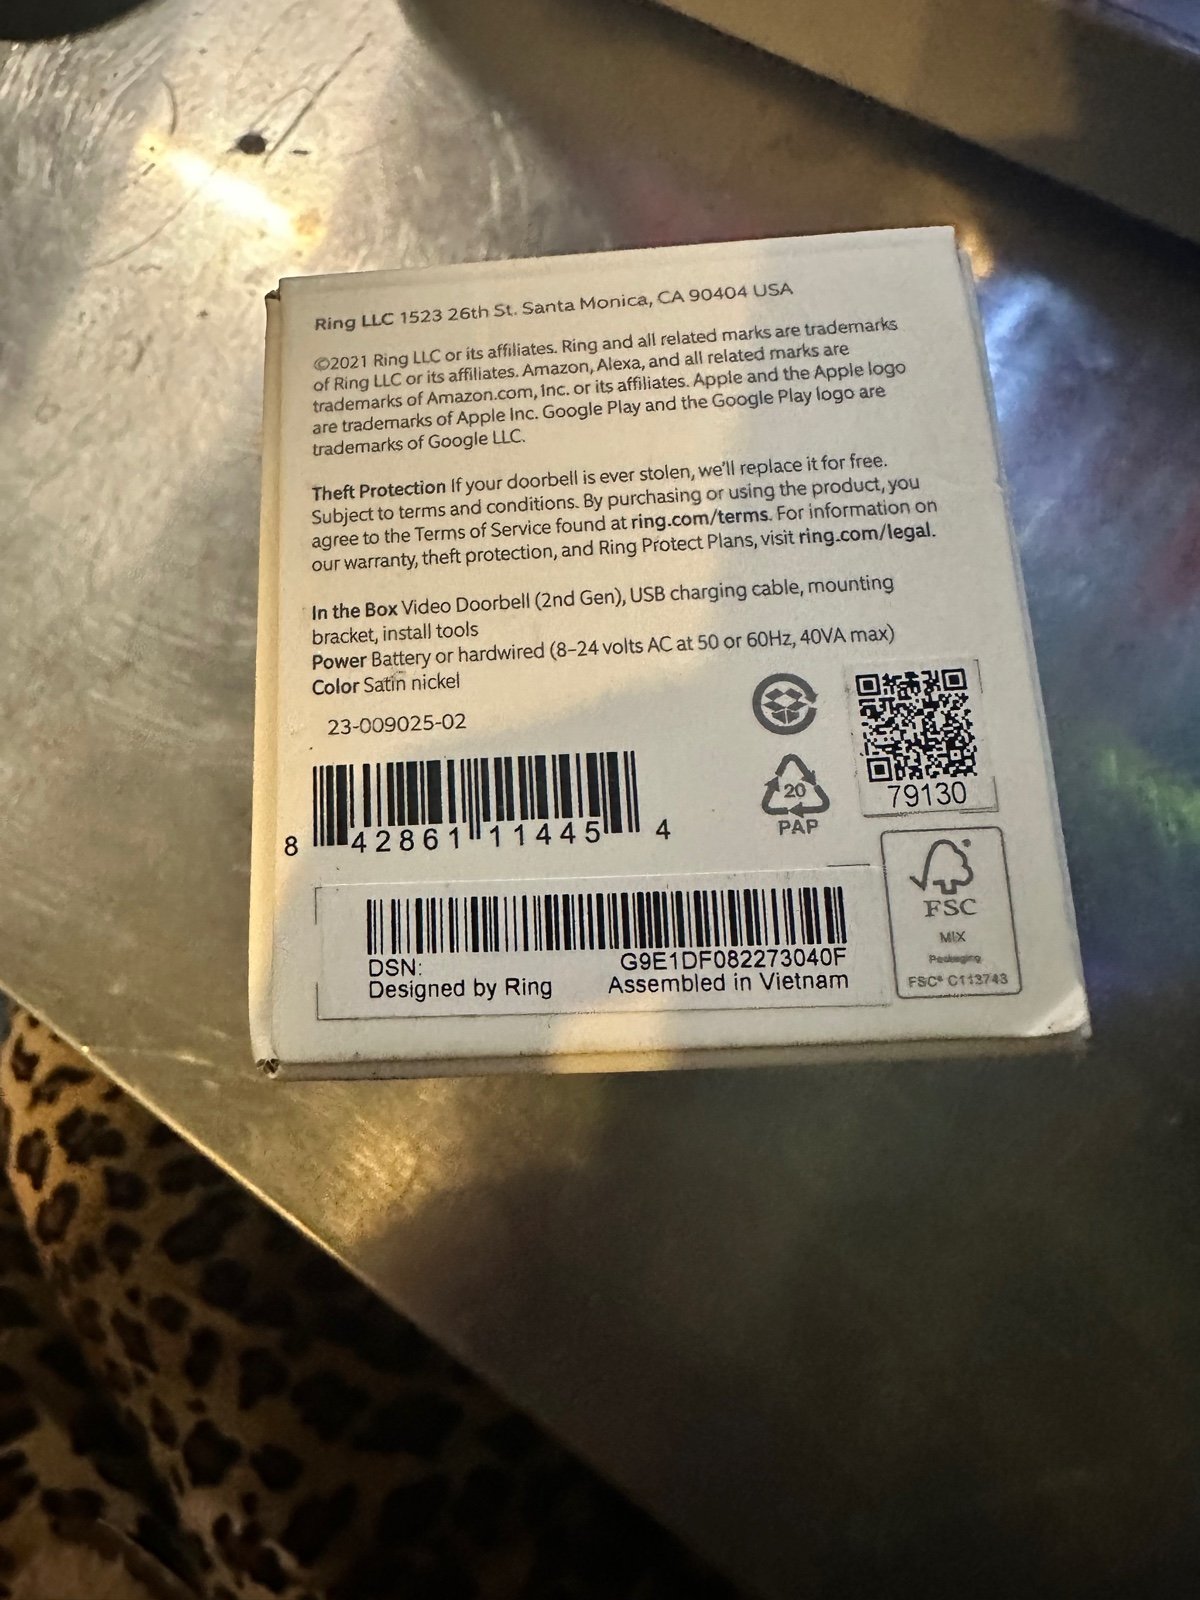 Ring LLC 1523 26th St. Santa Monica, CA 90404 USA
©2021 Ring LLC or its affiliates. Ring and all related marks are trademarks
of Ring LLC or its affiliates. Amazon, Alexa, and all related marks are
trademarks of Amazon.com, Inc. or its affiliates. Apple and the Apple logo
are trademarks of Apple Inc. Google Play and the Google Play logo are
trademarks of Google LLC.
Theft Protection If your doorbell is ever stolen, we'll replace it for free.
Subject to terms and conditions. By purchasing or using the product, you
agree to the Terms of Service found at ring.com/terms. For information on
our warranty, theft protection, and Ring Protect Plans, visit ring.com/legal.
In the Box Video Doorbell (2nd Gen), USB charging cable, mounting
bracket, install tools
Power Battery or hardwired (8–24 volts AC at 50 or 60Hz, 40VA max)
Color Satin nickel
23-009025-02
8 42861 11445 4
20
PAP
79130
DSN: G9E1DF082273040F
Designed by Ring Assembled in Vietnam
FSC
MIX
Packaging
FSC® C113743